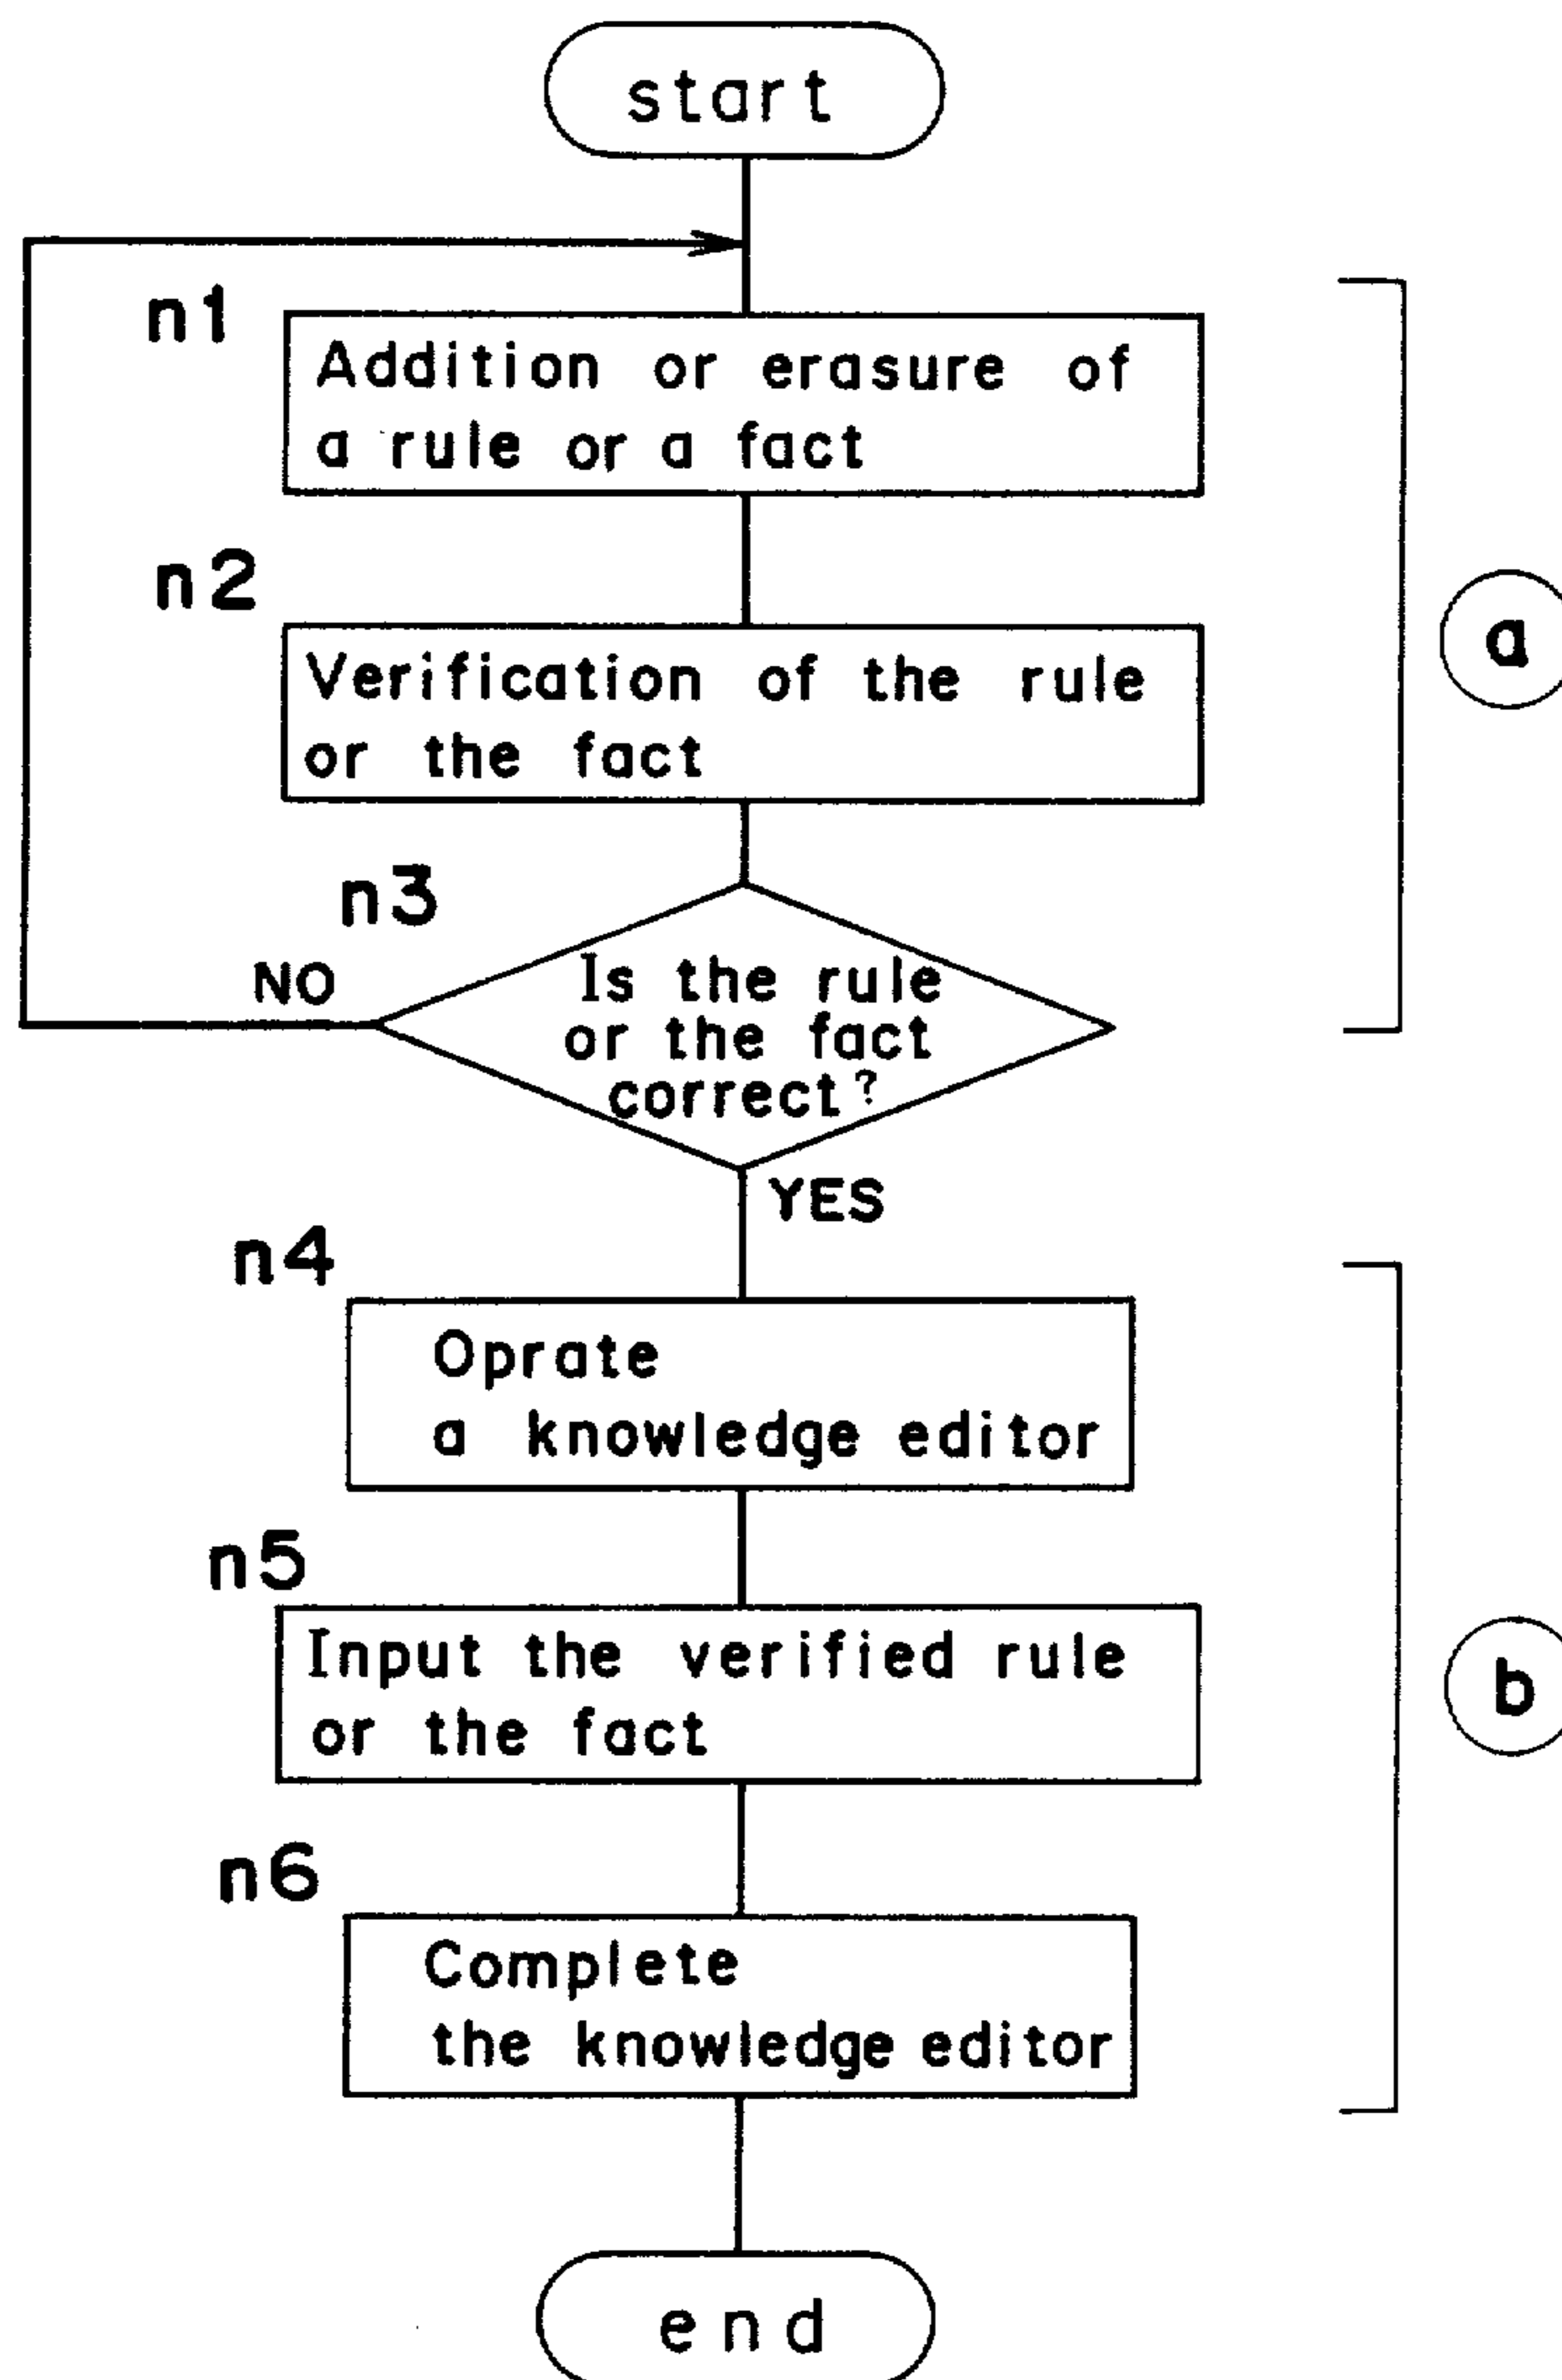 start
n1
Addition or erasure of
a rule or a fact
n2
Verification of the rule
or the fact
a
n3
NO
Is the rule
or the fact
correct?
YES
n4
Oprate
a knowledge editor
n5
Input the verified rule
or the fact
b
n6
Complete
the knowledge editor
end